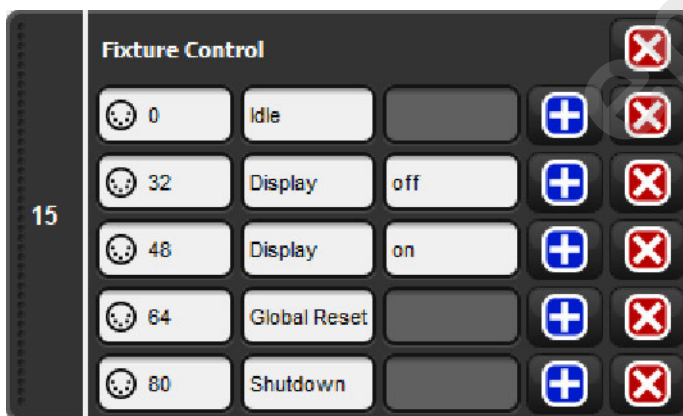 Fixture Control
0 Idle
32 Display off
15
48 Display on
64 Global Reset
80 Shutdown